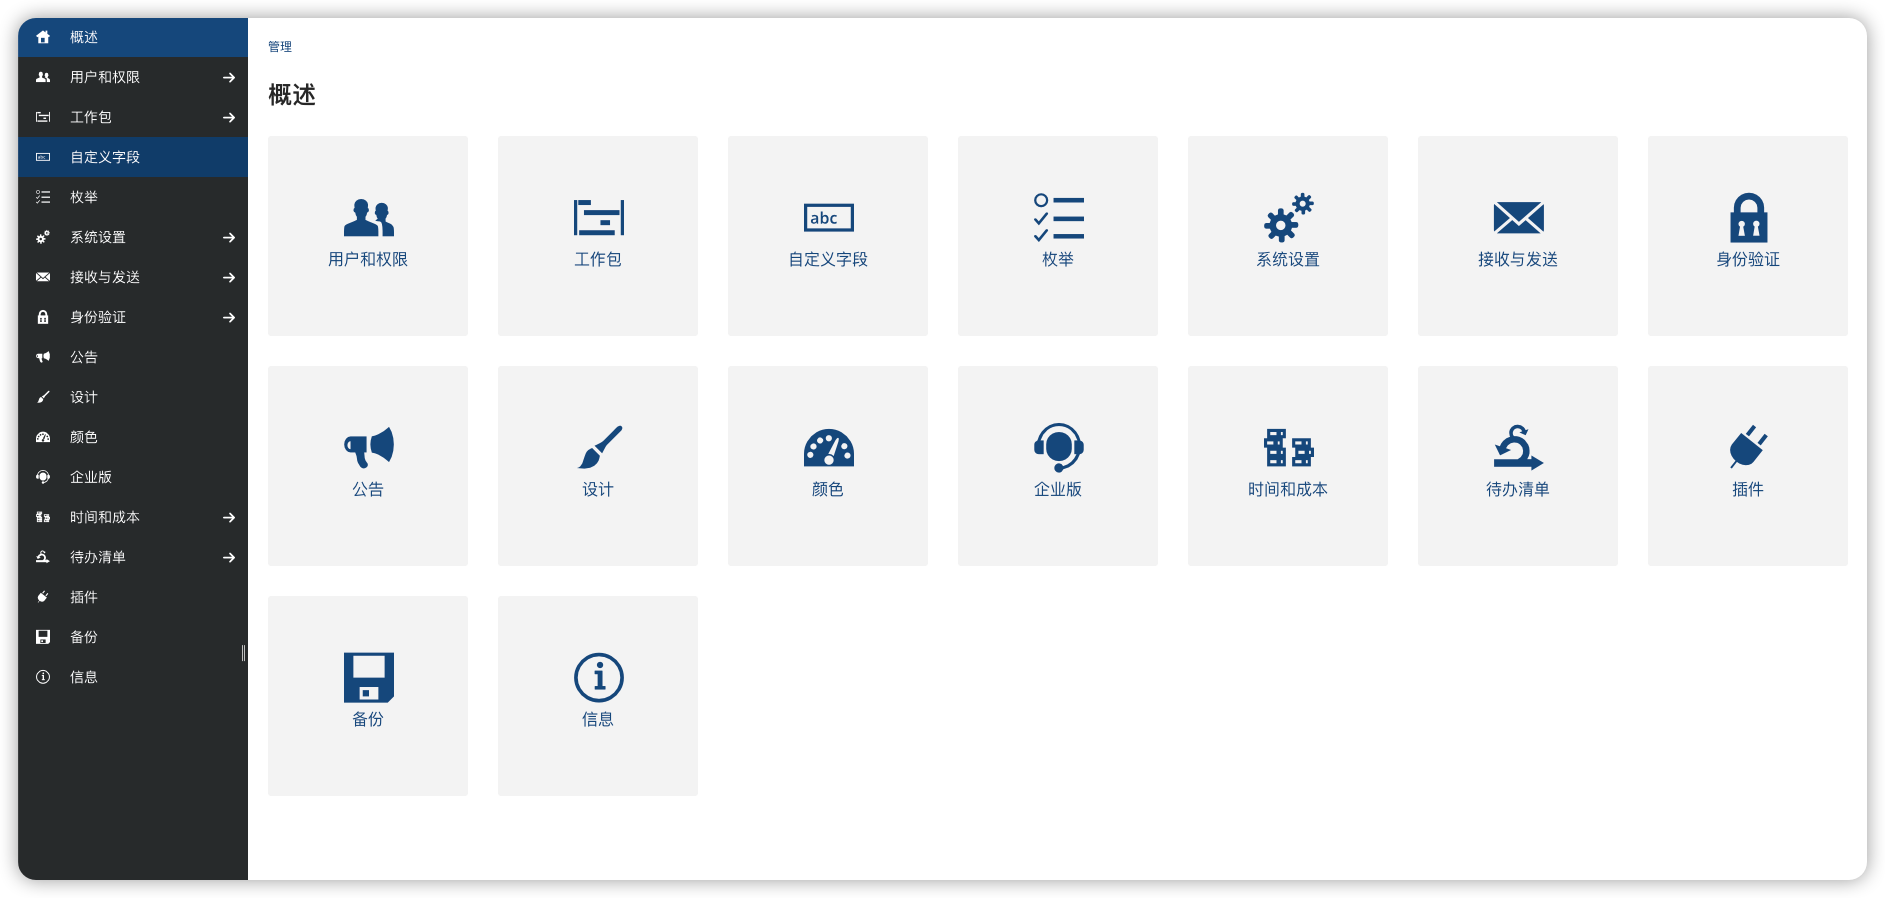 概述
用户和权限
工作包
自定义字段
枚举
系统设置
接收与发送
身份验证
公告
设计
颜色
企业版
时间和成本
待办清单
插件
备份
信息
管理
概述
abc
用户和权限
工作包
自定义字段
枚举
系统设置
接收与发送
身份验证
公告
设计
颜色
企业版
时间和成本
待办清单
插件
备份
信息